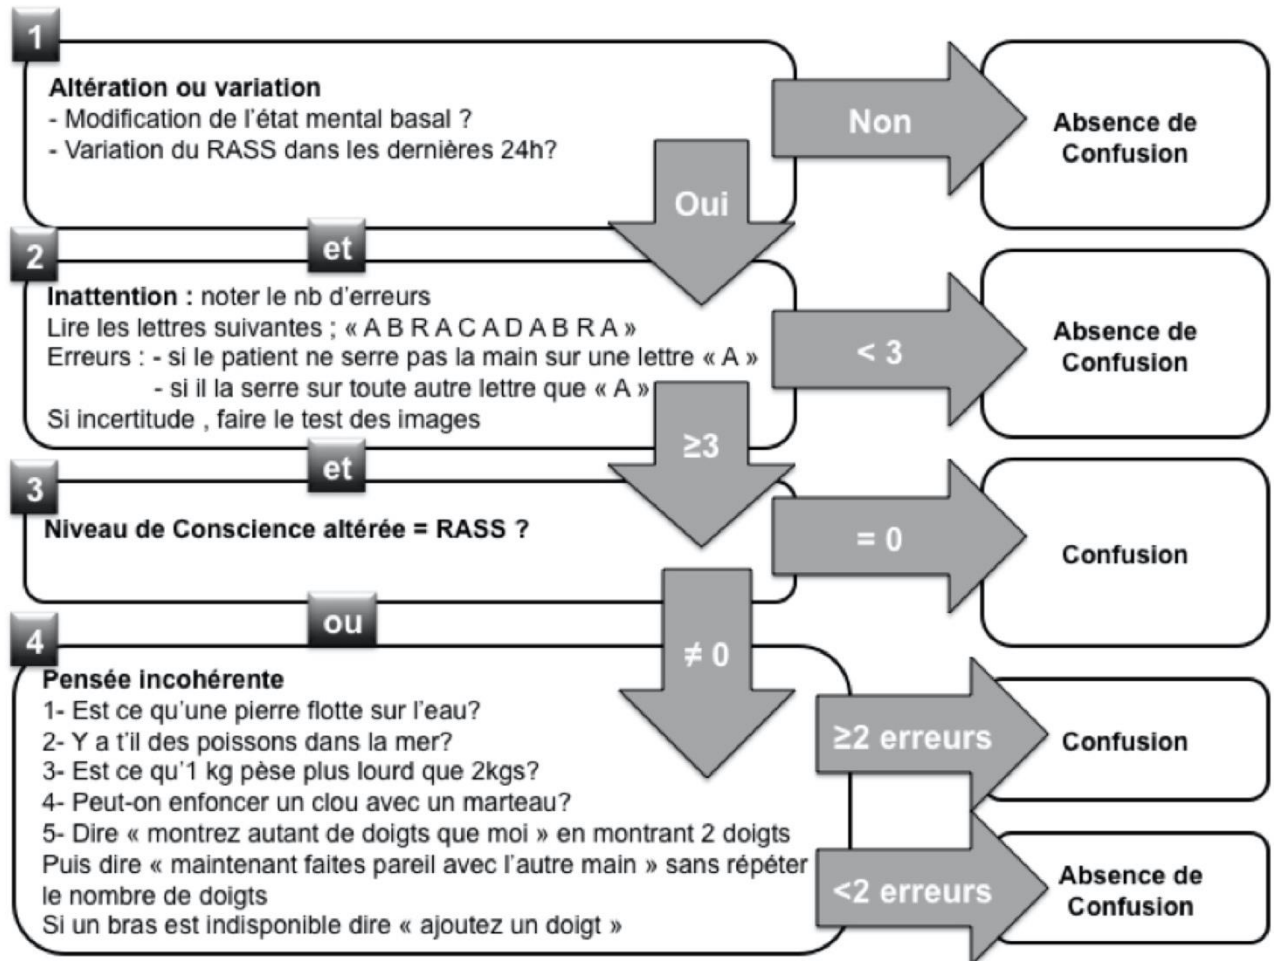 1
Altération ou variation
- Modification de l'état mental basal ?
- Variation du RASS dans les dernières 24h?
Non
Absence de
Confusion
Oui
et
2
Inattention : noter le nb d'erreurs
Lire les lettres suivantes ; « A B R A C A D A B R A »
Erreurs : - si le patient ne serre pas la main sur une lettre « A »
- si il la serre sur toute autre lettre que « A »
Si incertitude , faire le test des images
< 3
Absence de
Confusion
≥3
et
3
Niveau de Conscience altérée = RASS ?
= 0
Confusion
≠ 0
ou
4
Pensée incohérente
1- Est ce qu'une pierre flotte sur l'eau?
2- Y a t'il des poissons dans la mer?
3- Est ce qu'1 kg pèse plus lourd que 2kgs?
4- Peut-on enfoncer un clou avec un marteau?
5- Dire « montrez autant de doigts que moi » en montrant 2 doigts
Puis dire « maintenant faites pareil avec l'autre main » sans répéter
le nombre de doigts
Si un bras est indisponible dire « ajoutez un doigt »
≥2 erreurs
Confusion
<2 erreurs
Absence de
Confusion